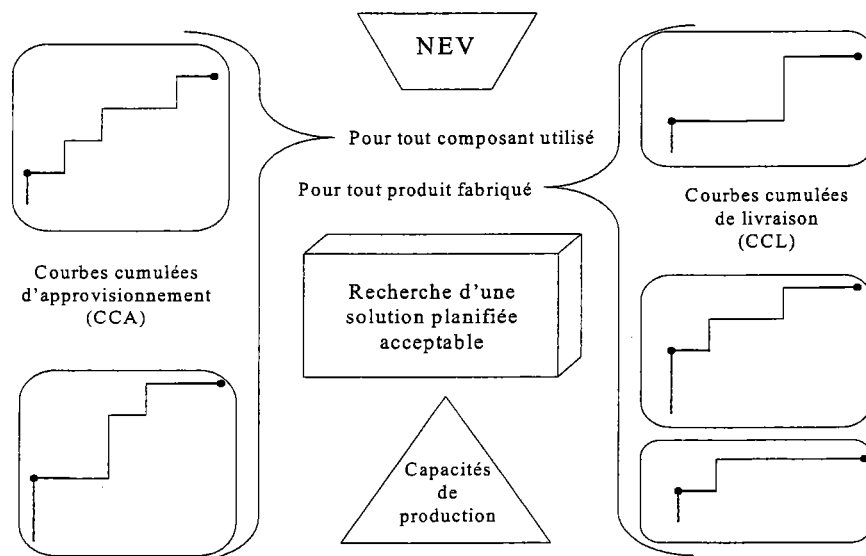 NEV
Pour tout composant utilisé
Pour tout produit fabriqué
Courbes cumulées
d'approvisionnement
(CCA)
Courbes cumulées
de livraison
(CCL)
Recherche d'une
solution planifiée
acceptable
Capacités
de
production